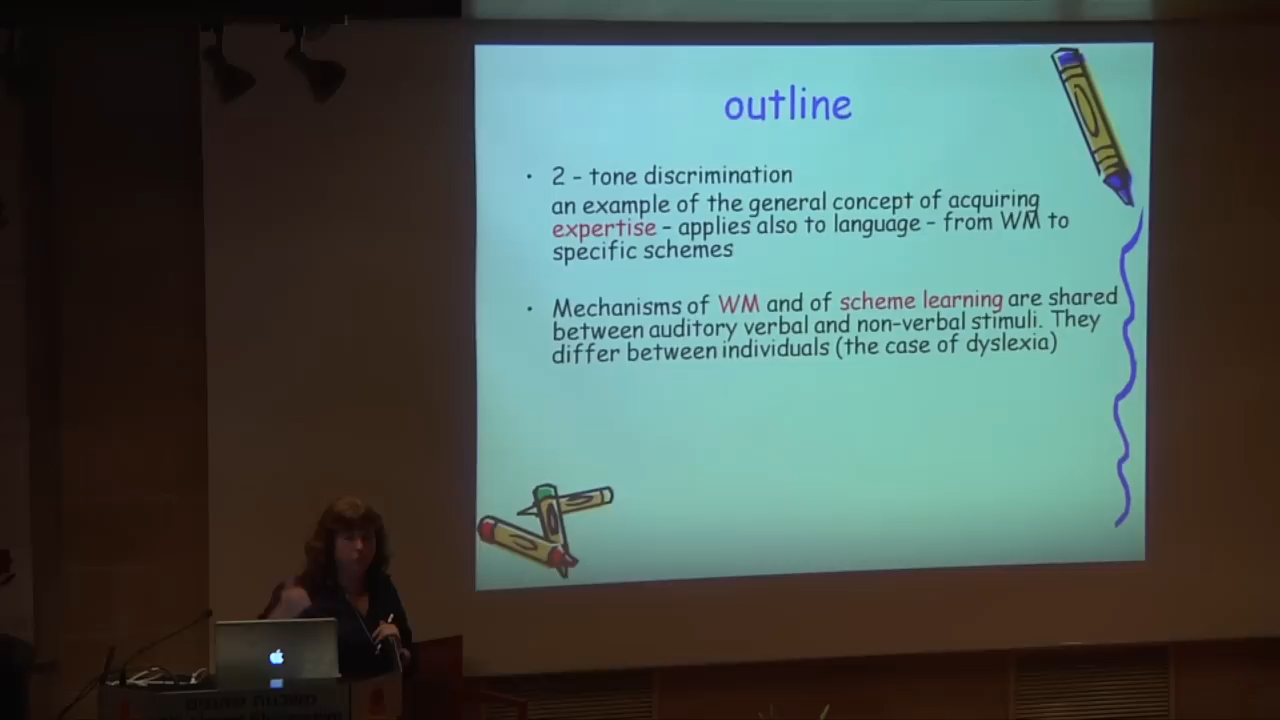 outline
• 2 - tone discrimination
an example of the general concept of acquiring
expertise - applies also to language - from WM to
specific schemes
• Mechanisms of WM and of scheme learning are shared
between auditory verbal and non-verbal stimuli. They
differ between individuals (the case of dyslexia)